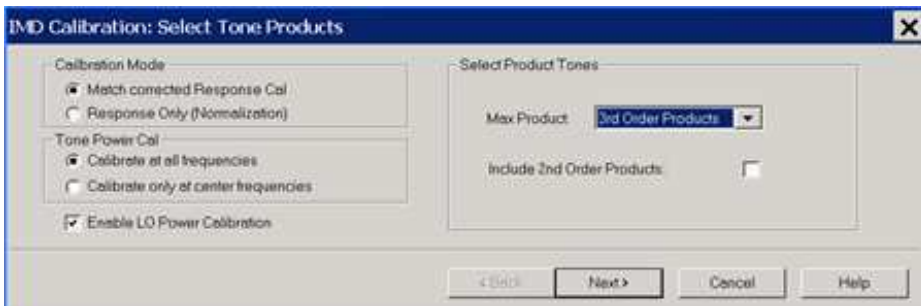 IMD Calibration: Select Tone Products
Calibration Mode
Match corrected Response Cal
Response Only (Normalization)
Tone Power Cal
Calibrate at all frequencies
Calibrate only at center frequencies
Enable LO Power Calibration
Select Product Tones
Max Product 3rd Order Products
Include 2nd Order Products
< Back Next > Cancel Help